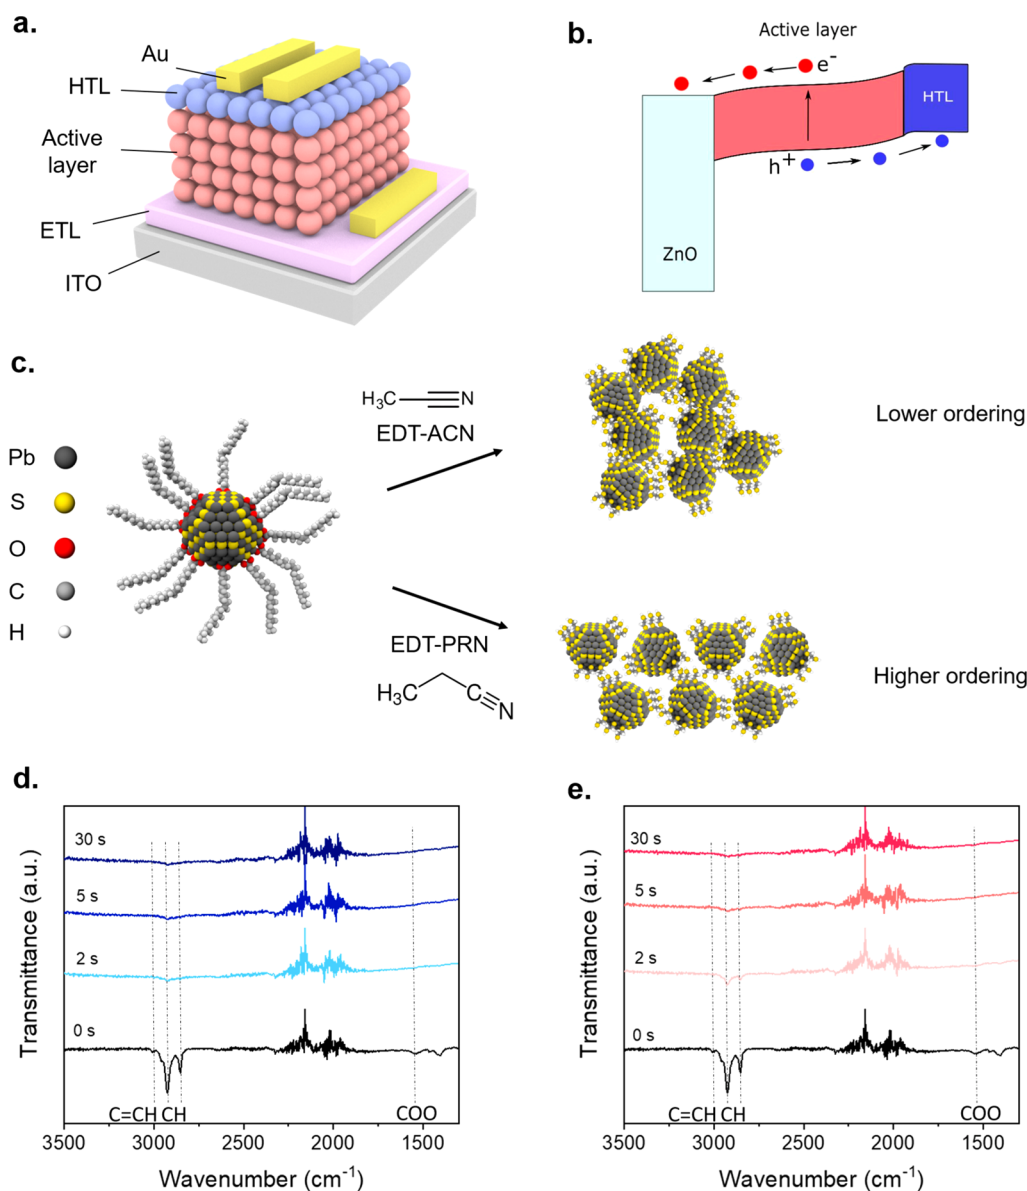 a.
Au
HTL
Active
layer
ETL
ITO
b.
Active layer
e-
HTL
h+
ZnO
c.
Pb
S
O
C
H
H3C N
EDT-ACN
Lower ordering
EDT-PRN
H3C N
Higher ordering
d.
30 s
5 s
2 s
0 s
C=CH CH COO
3500 3000 2500 2000 1500
Wavenumber (cm-1)
Transmittance (a.u.)
e.
30 s
5 s
2 s
0 s
C=CH CH COO
3500 3000 2500 2000 1500
Wavenumber (cm-1)
Transmittance (a.u.)